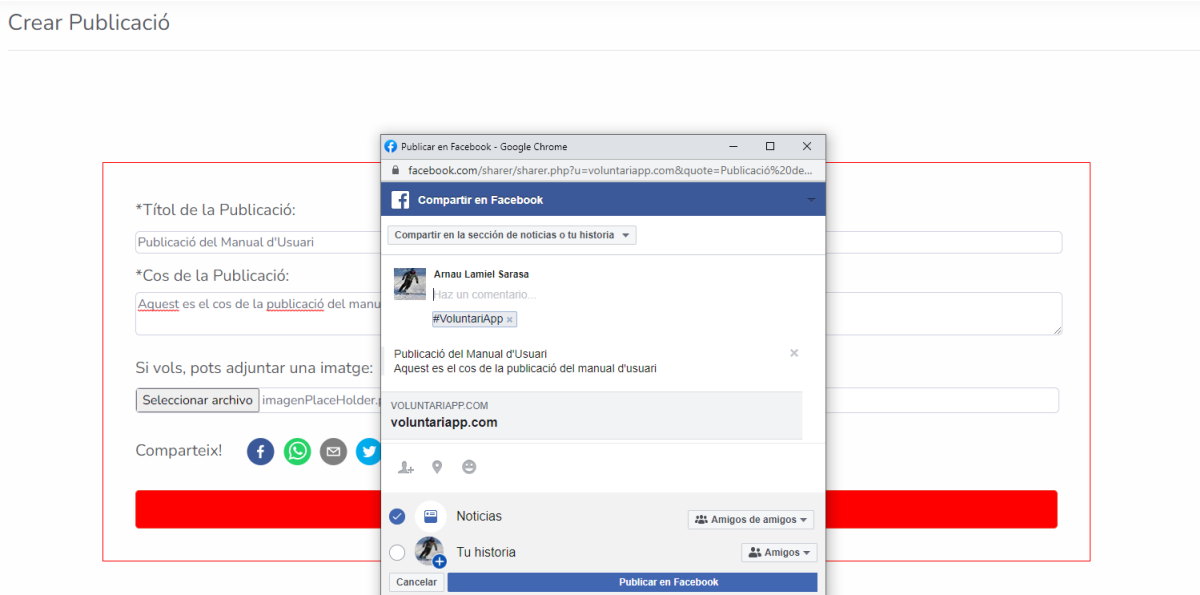 Crear Publicació
Publicar en Facebook - Google Chrome
facebook.com/sharer/sharer.php?u=voluntariapp.com&quote=Publicació%20de...
Compartir en Facebook
Compartir en la sección de noticias o tu historia
Arnau Lamiel Sarasa
Haz un comentario...
#VoluntariApp ×
Publicació del Manual d'Usuari
Aquest es el cos de la publicació del manual d'usuari
VOLUNTARIAPP.COM
voluntariapp.com
Noticias
Amigos de amigos
Tu historia
Amigos
Cancelar
Publicar en Facebook
*Títol de la Publicació:
Publicació del Manual d'Usuari
*Cos de la Publicació:
Aquest es el cos de la publicació del manu
Si vols, pots adjuntar una imatge:
Seleccionar archivo imagenPlaceHolder.p
Comparteix!